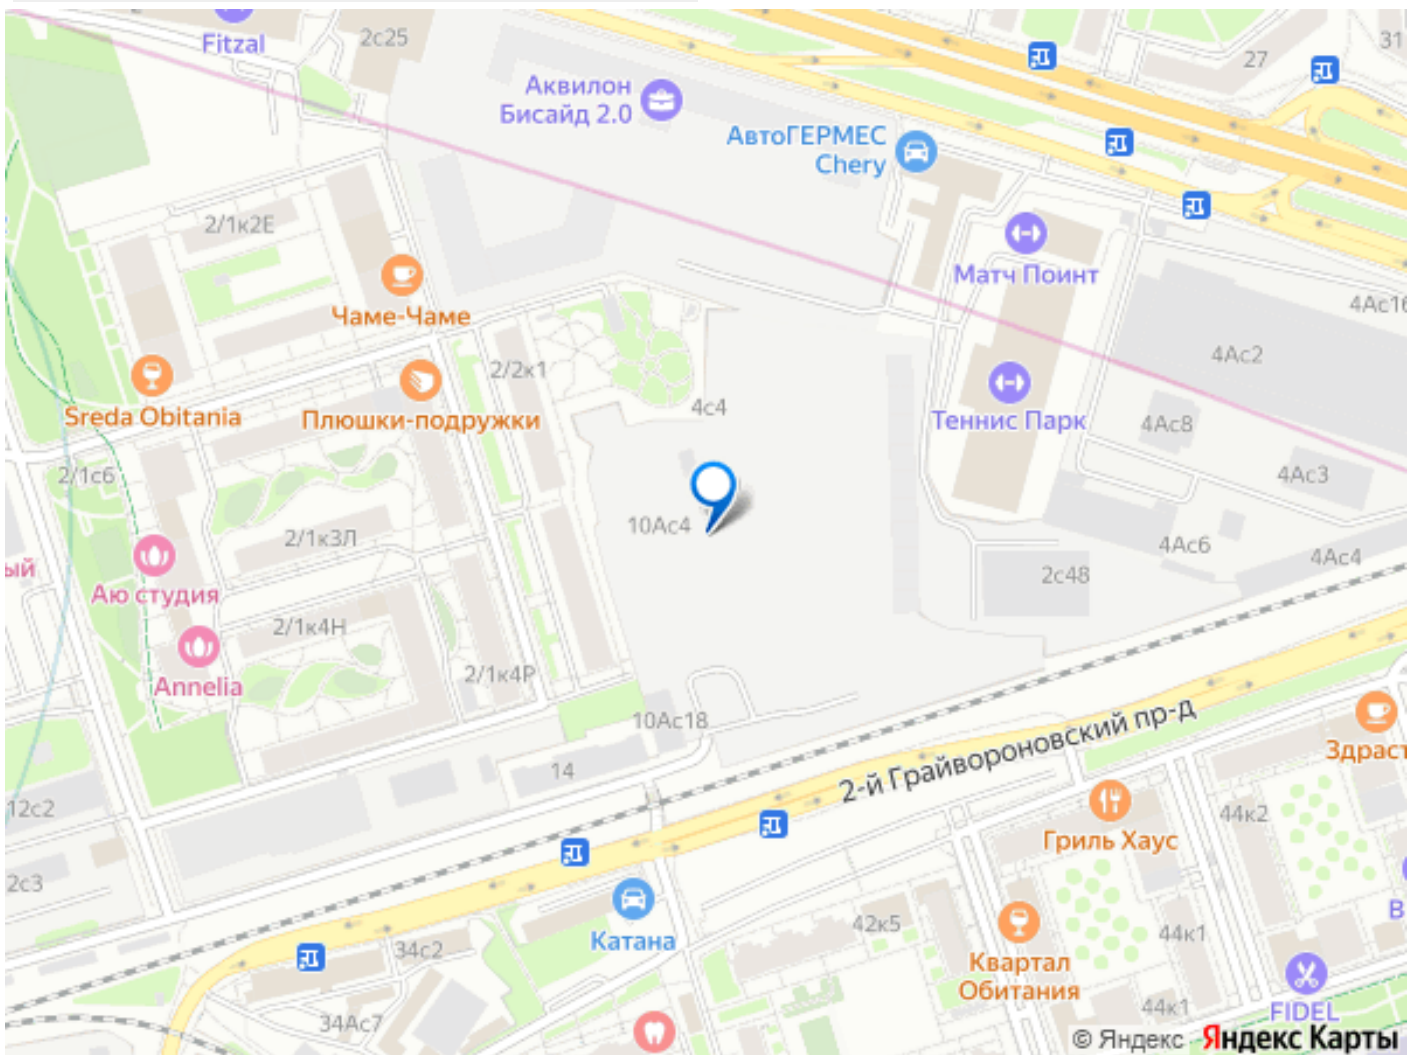 Fitzal
2с25
27
31
Аквилон
Бисайд 2.0
АвтоГЕРМЕС
Chery
2/1к2Е
Матч Поинт
4Ас16
Чаме-Чаме
4Ас2
2/2к1
Sreda Obitania
Плюшки-подружки
4с4
Теннис Парк
4Ас8
2/1с6
4Ас3
10Ас4
2/1к3Л
4Ас6
4Ас4
ый
Аю студия
2с48
2/1к4Н
2/1к4Р
Annelia
10Ас18
2-й Грайвороновский пр-д
Здраст
14
12с2
44к2
Гриль Хаус
2с3
В
42к5
Катана
34с2
44к1
Квартал
Обитания
44к1
FIDEL
34Ас7
© Яндекс Яндекс Карты